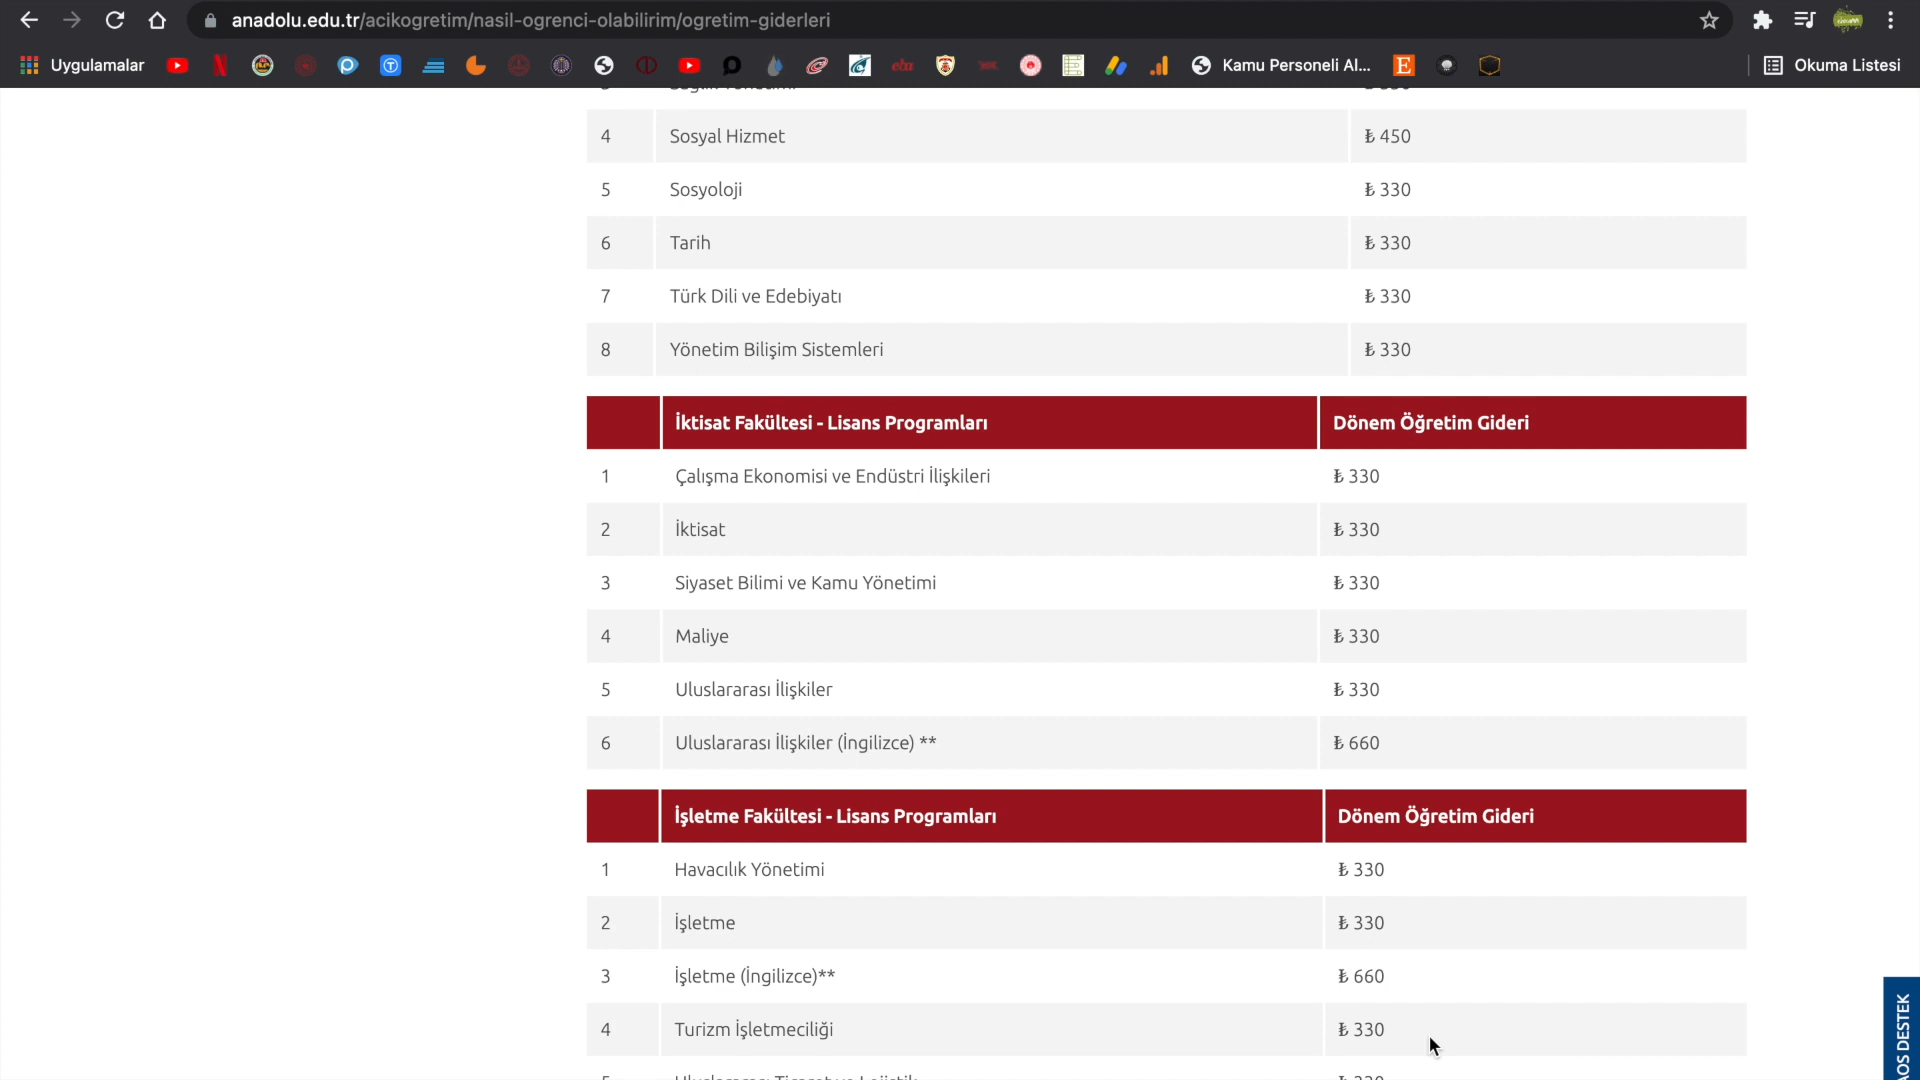 anadolu.edu.tr/acikogretim/nasil-ogrenci-olabilirim/ogretim-giderleri
Uygulamalar
eba
Kamu Personeli Al...
E
Okuma Listesi
4 Sosyal Hizmet ₺ 450
5 Sosyoloji ₺ 330
6 Tarih ₺ 330
7 Türk Dili ve Edebiyatı ₺ 330
8 Yönetim Bilişim Sistemleri ₺ 330
İktisat Fakültesi - Lisans Programları Dönem Öğretim Gideri
1 Çalışma Ekonomisi ve Endüstri İlişkileri ₺ 330
2 İktisat ₺ 330
3 Siyaset Bilimi ve Kamu Yönetimi ₺ 330
4 Maliye ₺ 330
5 Uluslararası İlişkiler ₺ 330
6 Uluslararası İlişkiler (İngilizce) ** ₺ 660
İşletme Fakültesi - Lisans Programları Dönem Öğretim Gideri
1 Havacılık Yönetimi ₺ 330
2 İşletme ₺ 330
3 İşletme (İngilizce)** ₺ 660
4 Turizm İşletmeciliği ₺ 330
AOS DESTEK